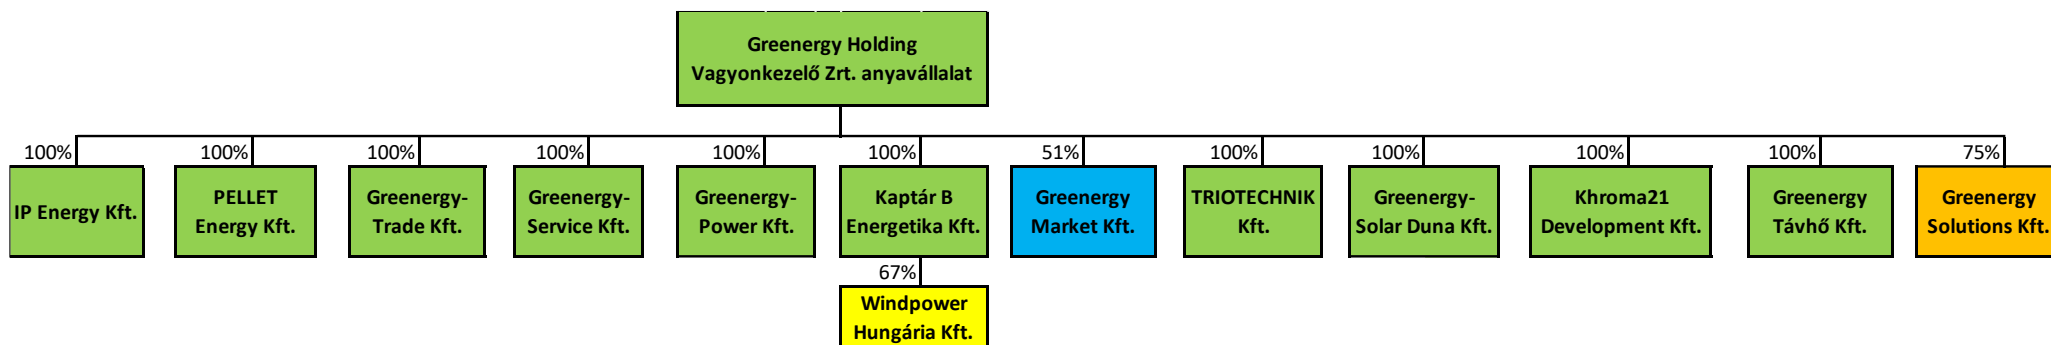 Greenergy Holding
Vagyonkezelő Zrt. anyavállalat
100%
100%
100%
100%
100%
100%
51%
100%
100%
100%
100%
75%
IP Energy Kft.
PELLET
Energy Kft.
Greenergy-
Trade Kft.
Greenergy-
Service Kft.
Greenergy-
Power Kft.
Kaptár B
Energetika Kft.
Greenergy
Market Kft.
TRIOTECHNIK
Kft.
Greenergy-
Solar Duna Kft.
Khroma21
Development Kft.
Greenergy
Távhő Kft.
Greenergy
Solutions Kft.
67%
Windpower
Hungária Kft.